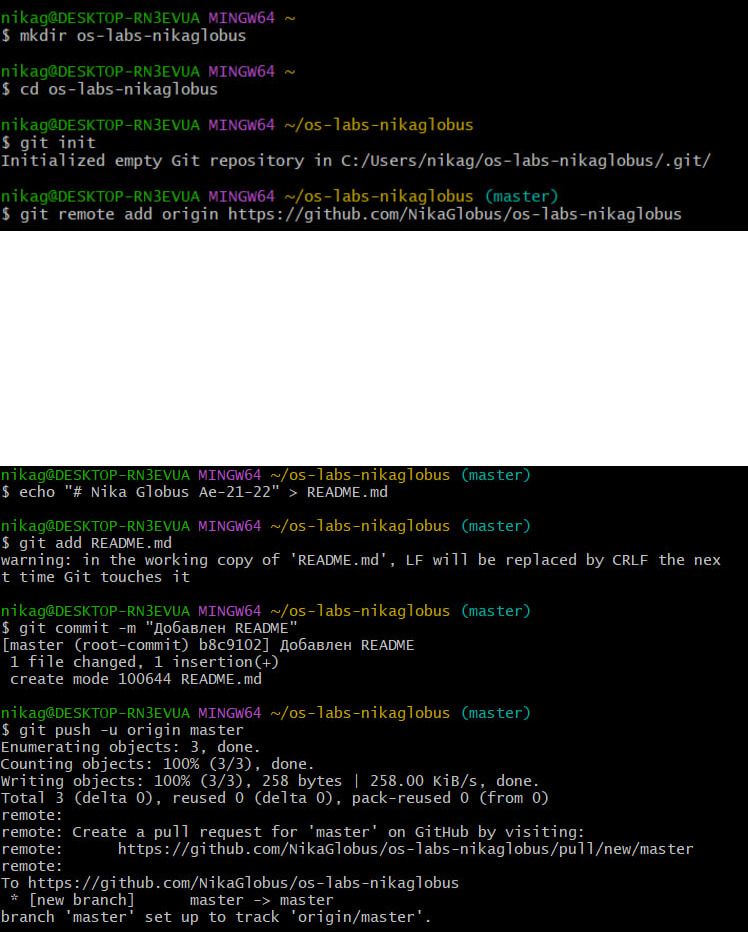 nikag@DESKTOP-RN3EVUA MINGW64 ~
$ mkdir os-labs-nikaglobus
nikag@DESKTOP-RN3EVUA MINGW64 ~
$ cd os-labs-nikaglobus
nikag@DESKTOP-RN3EVUA MINGW64 ~/os-labs-nikaglobus
$ git init
Initialized empty Git repository in C:/Users/nikag/os-labs-nikaglobus/.git/
nikag@DESKTOP-RN3EVUA MINGW64 ~/os-labs-nikaglobus (master)
$ git remote add origin https://github.com/NikaGlobus/os-labs-nikaglobus
nikag@DESKTOP-RN3EVUA MINGW64 ~/os-labs-nikaglobus (master)
$ echo "# Nika Globus Ae-21-22" > README.md
nikag@DESKTOP-RN3EVUA MINGW64 ~/os-labs-nikaglobus (master)
$ git add README.md
warning: in the working copy of 'README.md', LF will be replaced by CRLF the nex
t time Git touches it
nikag@DESKTOP-RN3EVUA MINGW64 ~/os-labs-nikaglobus (master)
$ git commit -m "Добавлен README"
[master (root-commit) b8c9102] Добавлен README
 1 file changed, 1 insertion(+)
 create mode 100644 README.md
nikag@DESKTOP-RN3EVUA MINGW64 ~/os-labs-nikaglobus (master)
$ git push -u origin master
Enumerating objects: 3, done.
Counting objects: 100% (3/3), done.
Writing objects: 100% (3/3), 258 bytes | 258.00 KiB/s, done.
Total 3 (delta 0), reused 0 (delta 0), pack-reused 0 (from 0)
remote:
remote: Create a pull request for 'master' on GitHub by visiting:
remote:      https://github.com/NikaGlobus/os-labs-nikaglobus/pull/new/master
remote:
To https://github.com/NikaGlobus/os-labs-nikaglobus
 * [new branch]      master -> master
branch 'master' set up to track 'origin/master'.